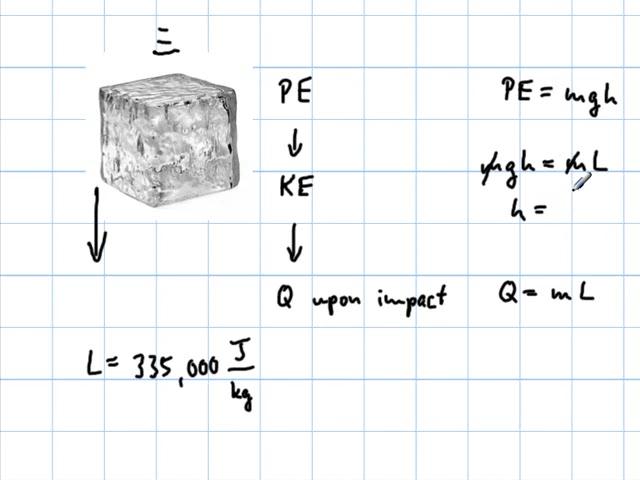 PE
↓
KE
↓
Q upon impact
L = 335,000 J/kg
PE = mgh
mgh = mL
h =
Q = mL